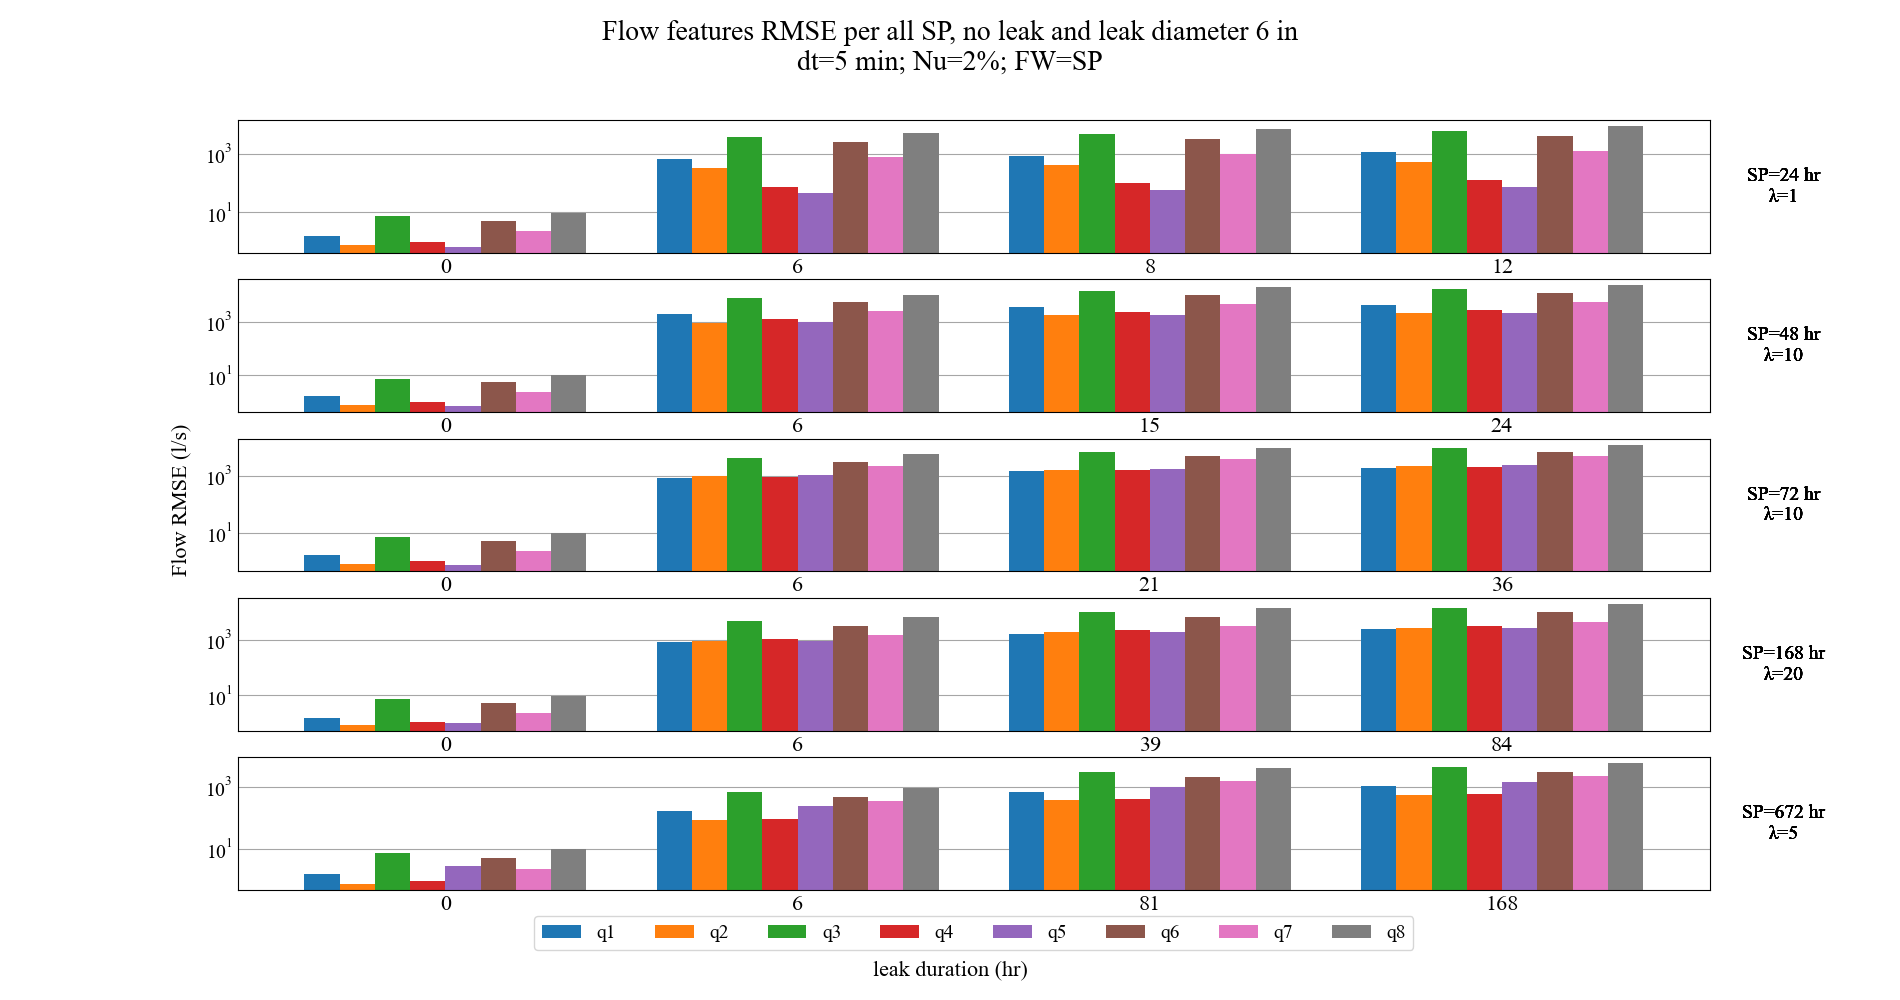 Flow features RMSE per all SP, no leak and leak diameter 6 in
dt=5 min; Nu=2%; FW=SP
Flow RMSE (l/s)
10³
10¹
0 6 8 12
SP=24 hr
λ=1
10³
10¹
0 6 15 24
SP=48 hr
λ=10
10³
10¹
0 6 21 36
SP=72 hr
λ=10
10³
10¹
0 6 39 84
SP=168 hr
λ=20
10³
10¹
0 6 81 168
SP=672 hr
λ=5
q1 q2 q3 q4 q5 q6 q7 q8
leak duration (hr)